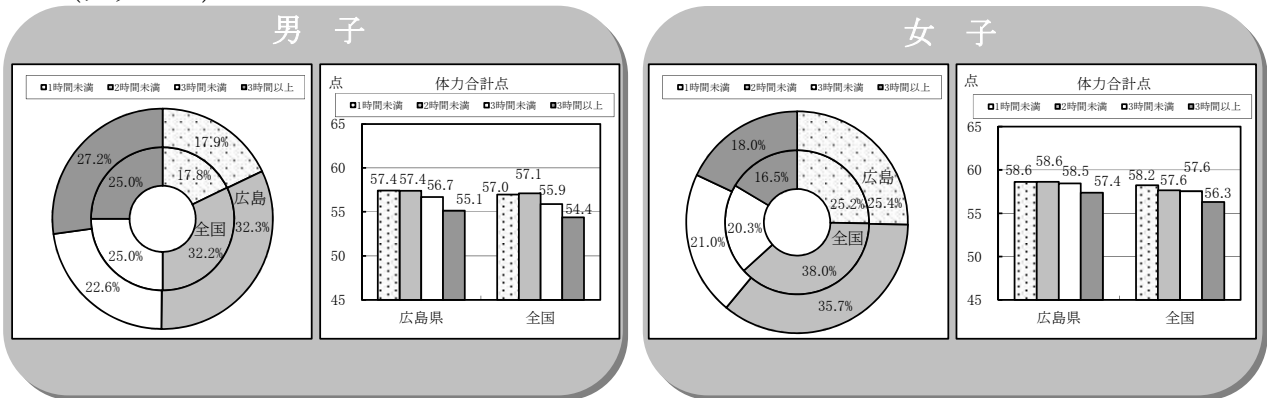 男 子
□1時間未満 ■2時間未満 □3時間未満 ■3時間以上
17.9%
27.2%
17.8%
25.0%
広島
全国
32.3%
32.2%
25.0%
22.6%
点 体力合計点
□1時間未満 ■2時間未満 □3時間未満 ■3時間以上
65
60
57.4 57.4 56.7 55.1 57.0 57.1 55.9 54.4
55
50
45
広島県 全国
女 子
□1時間未満 ■2時間未満 □3時間未満 ■3時間以上
18.0%
16.5%
広島
25.2% 25.4%
21.0% 20.3%
全国
38.0%
35.7%
点 体力合計点
□1時間未満 ■2時間未満 □3時間未満 ■3時間以上
65
60
58.6 58.6 58.5 57.4 58.2 57.6 57.6 56.3
55
50
45
広島県 全国